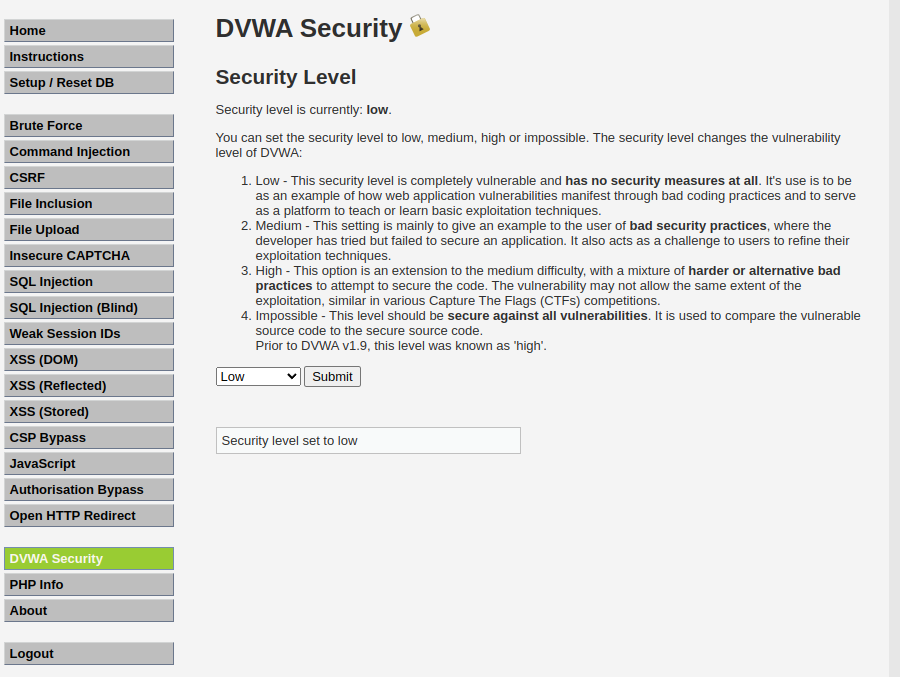 Home
Instructions
Setup / Reset DB
Brute Force
Command Injection
CSRF
File Inclusion
File Upload
Insecure CAPTCHA
SQL Injection
SQL Injection (Blind)
Weak Session IDs
XSS (DOM)
XSS (Reflected)
XSS (Stored)
CSP Bypass
JavaScript
Authorisation Bypass
Open HTTP Redirect
DVWA Security
PHP Info
About
Logout
DVWA Security
Security Level
Security level is currently: low.
You can set the security level to low, medium, high or impossible. The security level changes the vulnerability
level of DVWA:
1. Low - This security level is completely vulnerable and has no security measures at all. It's use is to be
as an example of how web application vulnerabilities manifest through bad coding practices and to serve
as a platform to teach or learn basic exploitation techniques.
2. Medium - This setting is mainly to give an example to the user of bad security practices, where the
developer has tried but failed to secure an application. It also acts as a challenge to users to refine their
exploitation techniques.
3. High - This option is an extension to the medium difficulty, with a mixture of harder or alternative bad
practices to attempt to secure the code. The vulnerability may not allow the same extent of the
exploitation, similar in various Capture The Flags (CTFs) competitions.
4. Impossible - This level should be secure against all vulnerabilities. It is used to compare the vulnerable
source code to the secure source code.
Prior to DVWA v1.9, this level was known as 'high'.
Low Submit
Security level set to low